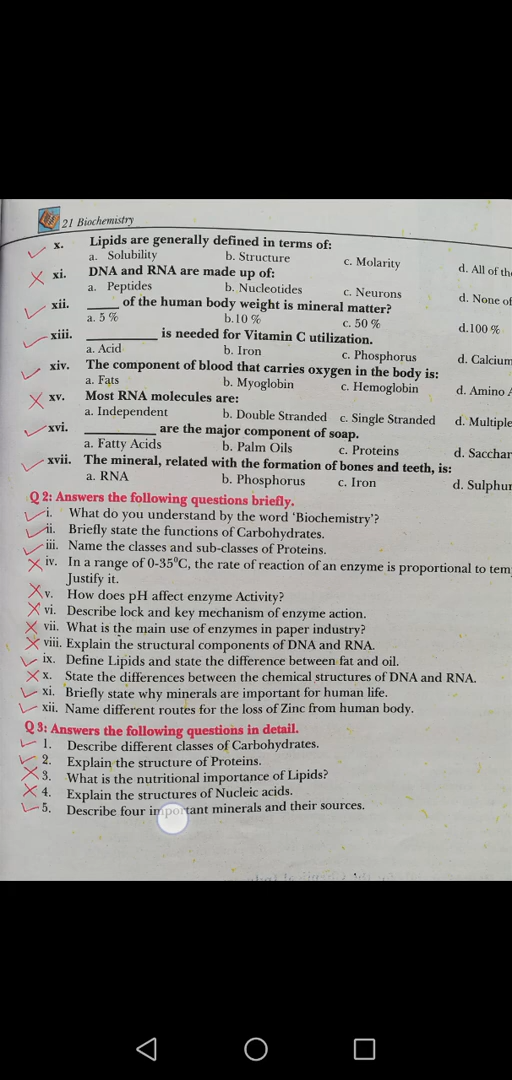 21 Biochemistry
x. Lipids are generally defined in terms of:
a. Solubility b. Structure c. Molarity d. All of the
xi. DNA and RNA are made up of:
a. Peptides b. Nucleotides c. Neurons d. None of
xii. ____ of the human body weight is mineral matter?
a. 5 % b.10 % c. 50 % d.100 %
xiii. _________ is needed for Vitamin C utilization.
a. Acid b. Iron c. Phosphorus d. Calcium
xiv. The component of blood that carries oxygen in the body is:
a. Fats b. Myoglobin c. Hemoglobin d. Amino
xv. Most RNA molecules are:
a. Independent b. Double Stranded c. Single Stranded d. Multiple
xvi. _________ are the major component of soap.
a. Fatty Acids b. Palm Oils c. Proteins d. Sacchar
xvii. The mineral, related with the formation of bones and teeth, is:
a. RNA b. Phosphorus c. Iron d. Sulphur
Q 2: Answers the following questions briefly.
i. What do you understand by the word ‘Biochemistry’?
ii. Briefly state the functions of Carbohydrates.
iii. Name the classes and sub-classes of Proteins.
iv. In a range of 0-35⁰C, the rate of reaction of an enzyme is proportional to tem
Justify it.
v. How does pH affect enzyme Activity?
vi. Describe lock and key mechanism of enzyme action.
vii. What is the main use of enzymes in paper industry?
viii. Explain the structural components of DNA and RNA.
ix. Define Lipids and state the difference between fat and oil.
x. State the differences between the chemical structures of DNA and RNA.
xi. Briefly state why minerals are important for human life.
xii. Name different routes for the loss of Zinc from human body.
Q 3: Answers the following questions in detail.
1. Describe different classes of Carbohydrates.
2. Explain the structure of Proteins.
3. What is the nutritional importance of Lipids?
4. Explain the structures of Nucleic acids.
5. Describe four important minerals and their sources.